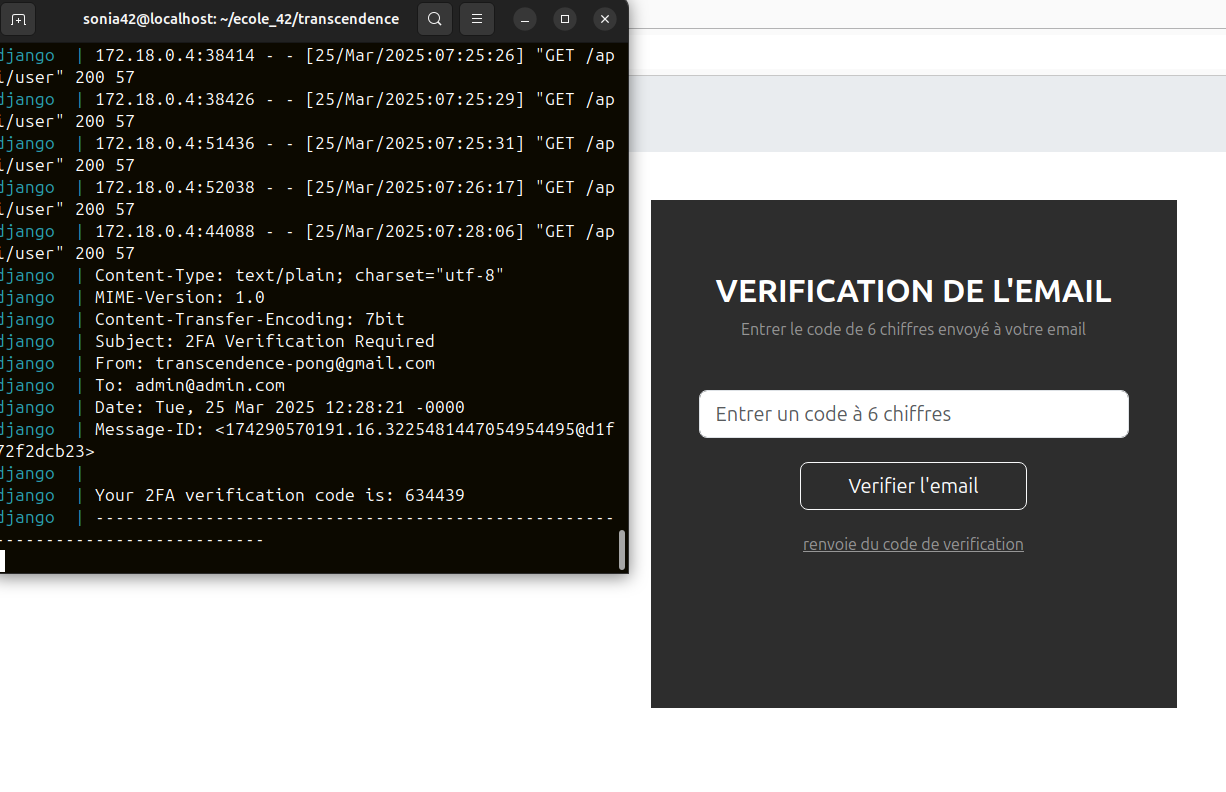 sonia42@localhost: ~/ecole_42/transcendence
django | 172.18.0.4:38414 - - [25/Mar/2025:07:25:26] "GET /ap
i/user" 200 57
django | 172.18.0.4:38426 - - [25/Mar/2025:07:25:29] "GET /ap
i/user" 200 57
django | 172.18.0.4:51436 - - [25/Mar/2025:07:25:31] "GET /ap
i/user" 200 57
django | 172.18.0.4:52038 - - [25/Mar/2025:07:26:17] "GET /ap
i/user" 200 57
django | 172.18.0.4:44088 - - [25/Mar/2025:07:28:06] "GET /ap
i/user" 200 57
django | Content-Type: text/plain; charset="utf-8"
django | MIME-Version: 1.0
django | Content-Transfer-Encoding: 7bit
django | Subject: 2FA Verification Required
django | From: transcendence-pong@gmail.com
django | To: admin@admin.com
django | Date: Tue, 25 Mar 2025 12:28:21 -0000
django | Message-ID: <174290570191.16.3225481447054954495@d1f
72f2dcb23>
django |
django | Your 2FA verification code is: 634439
django | ----------------------------------------------------
---------------------------
VERIFICATION DE L'EMAIL
Entrer le code de 6 chiffres envoyé à votre email
Entrer un code à 6 chiffres
Verifier l'email
renvoie du code de verification